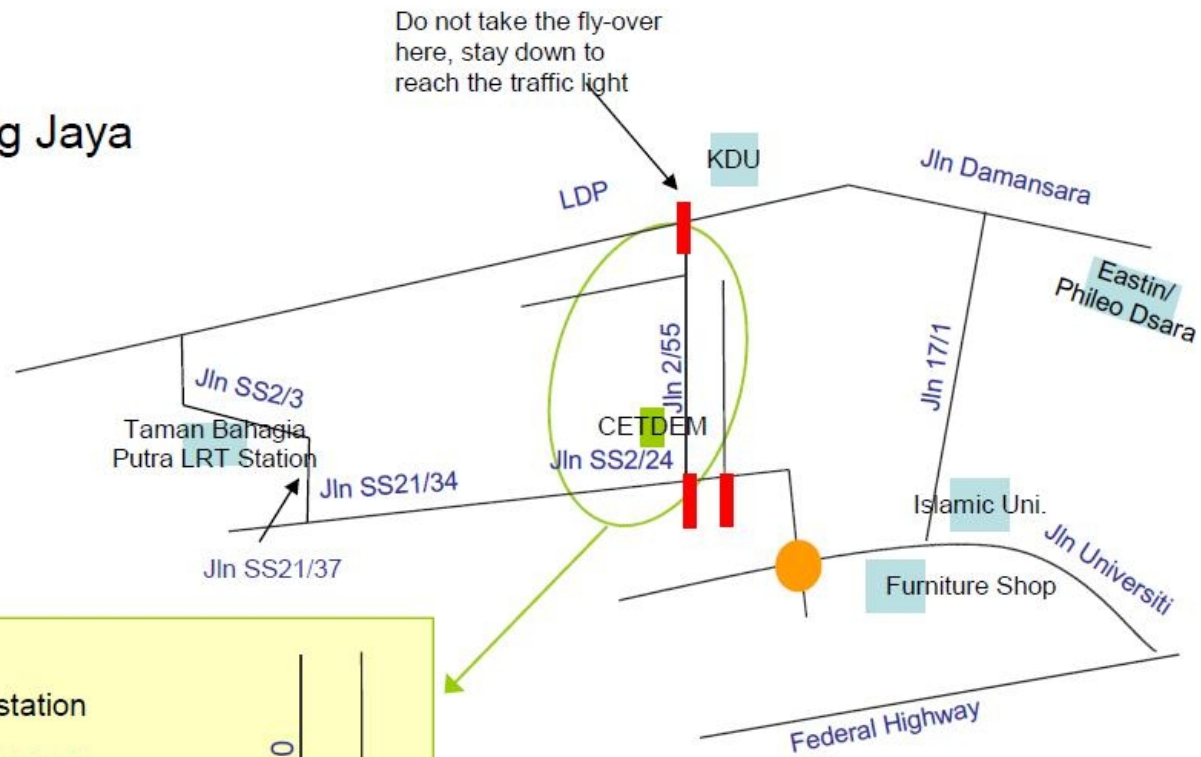 Do not take the fly-over
here, stay down to
reach the traffic light
g Jaya
KDU
Jln Damansara
LDP
Eastin/
Phileo Dsara
Jln 2/55
Jln 17/1
Jln SS2/3
Taman Bahagia
Putra LRT Station
CETDEM
Jln SS2/24
Jln SS21/34
Islamic Uni.
Jln Universiti
Jln SS21/37
Furniture Shop
station
0
Federal Highway